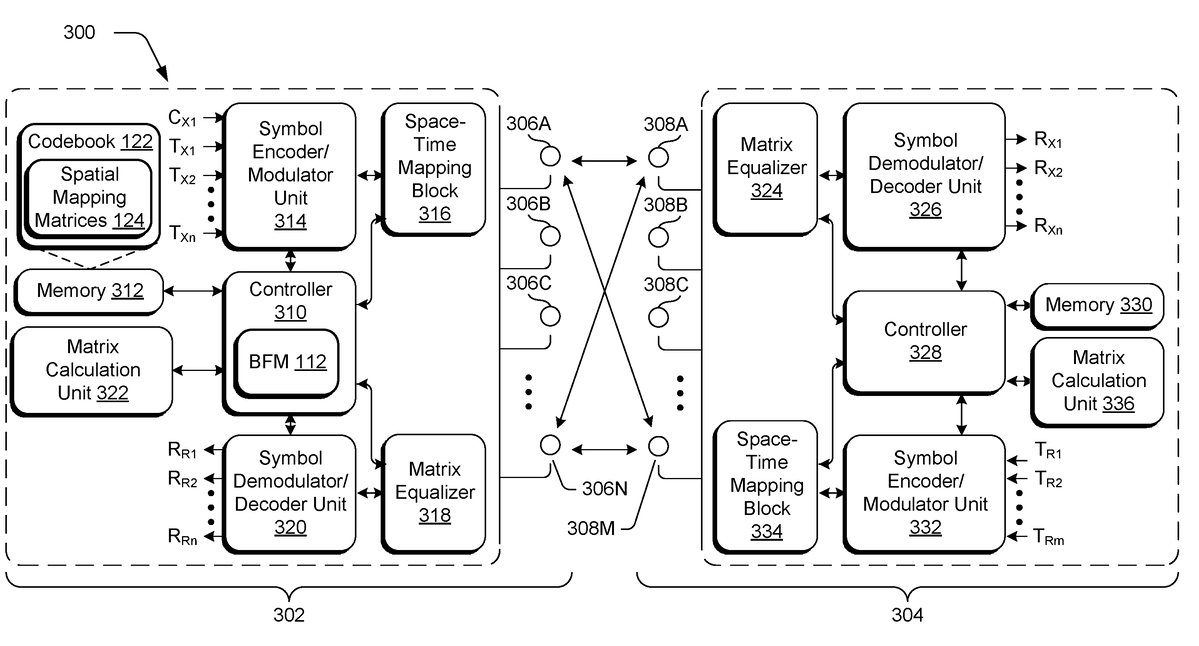 300
Codebook 122
Spatial
Mapping
Matrices 124
Memory 312
Matrix
Calculation
Unit 322
CX1
TX1
TX2
TXn
Symbol
Encoder/
Modulator
Unit
314
Space-
Time
Mapping
Block
316
Controller
310
BFM 112
RR1
RR2
RRn
Symbol
Demodulator/
Decoder Unit
320
Matrix
Equalizer
318
302
306A
306B
306C
306N
308A
308B
308C
308M
Matrix
Equalizer
324
Symbol
Demodulator/
Decoder Unit
326
RX1
RX2
RXn
Controller
328
Memory 330
Matrix
Calculation
Unit 336
Space-
Time
Mapping
Block
334
Symbol
Encoder/
Modulator Unit
332
TR1
TR2
TRm
304